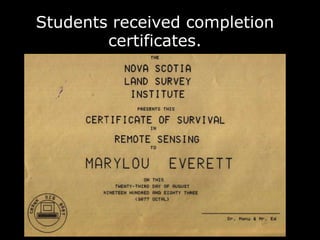 Students received completion
certificates.
THE
NOVA SCOTIA
LAND SURVEY
INSTITUTE
PRESENTS THIS
CERTIFICATE OF SURVIVAL
IN
REMOTE SENSING
TO
MARYLOU EVERETT
ON THIS
TWENTY-THIRD DAY OF AUGUST
NINETEEN HUNDRED AND EIGHTY THREE
(3077 OCTAL)
Dr. Manu & Mr. Ed